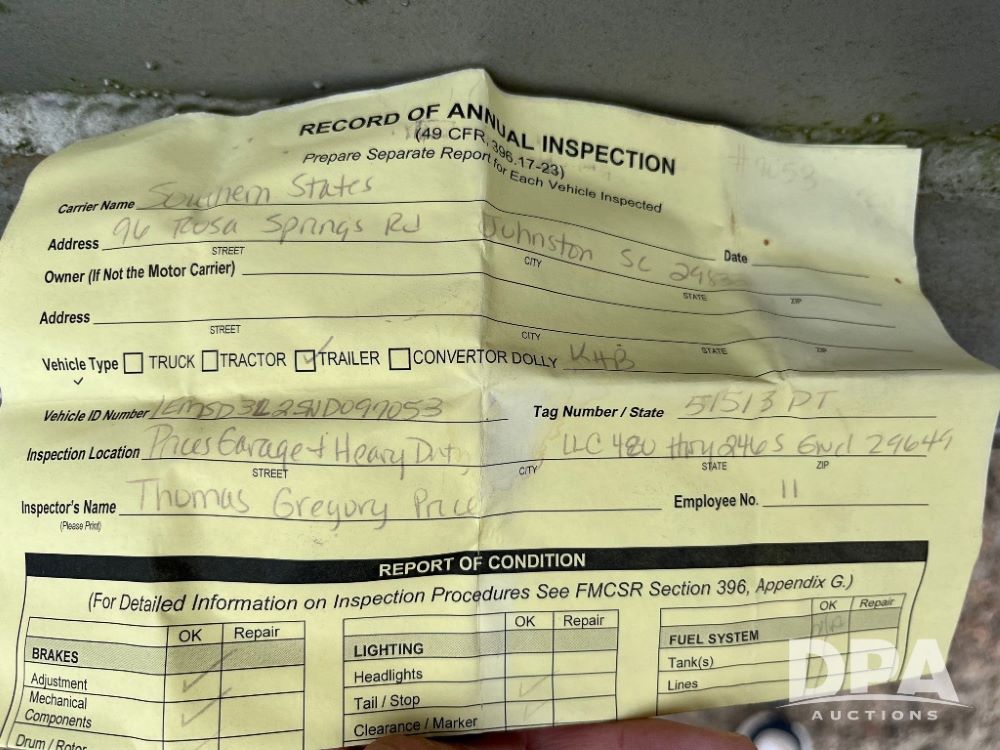 RECORD OF ANNUAL INSPECTION
(49 CFR, 396.17-23)
Prepare Separate Report for Each Vehicle Inspected
#9053
Carrier Name Southern States
Address 96 Rosa Springs Rd Johnston SC Date
STREET CITY STATE ZIP
Owner (If Not the Motor Carrier)
Address
STREET CITY STATE ZIP
Vehicle Type ☐ TRUCK ☐ TRACTOR ☑ TRAILER ☐ CONVERTOR DOLLY
Vehicle ID Number Tag Number / State 51513 PT
Inspection Location Prices Garage + Heavy Duty LLC 480 Hwy 246 S Gwd 29649
STREET CITY STATE ZIP
Inspector's Name Thomas Gregory Price Employee No. 11
(Please Print)
REPORT OF CONDITION
(For Detailed Information on Inspection Procedures See FMCSR Section 396, Appendix G.)
OK Repair OK Repair OK Repair
BRAKES LIGHTING FUEL SYSTEM N/A
Adjustment ✓ Headlights Tank(s)
Mechanical Components ✓ Tail / Stop ✓ Lines
Drum / Rotor Clearance / Marker ✓
DPA
AUCTIONS